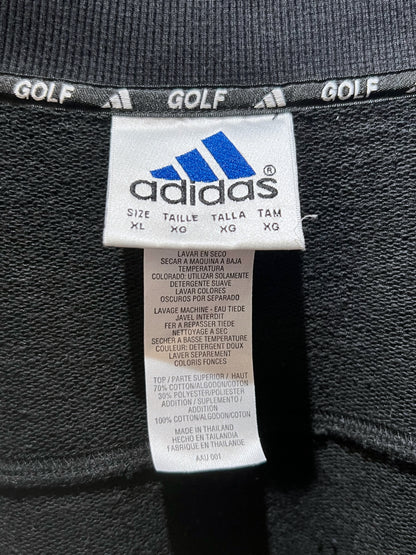 GOLF GOLF GOLF
adidas®
SIZE TAILLE TALLA TAM
XL XG XG XG
LAVAR EN SECO
SECAR A MAQUINA A BAJA
TEMPERATURA
COLORADO: UTILIZAR SOLAMENTE
DETERGENTE SUAVE
LAVAR COLORES
OSCUROS POR SEPARADO
LAVAGE MACHINE - EAU TIEDE
JAVEL INTERDIT
FER A REPASSER TIEDE
NETTOYAGE A SEC
SECHER A BASSE TEMPERATURE
COULEUR: DETERGENT DOUX
LAVER SEPAREMENT
COLORIS FONCES
TOP / PARTE SUPERIOR / HAUT
70% COTTON/ALGODON/COTON
30% POLYESTER/POLIESTER
ADDITION / SUPLEMENTO /
ADDITION
100% COTTON/ALGODON/COTON
MADE IN THAILAND
HECHO EN TAILANDIA
FABRIQUE EN THAILANDE
AAU 001